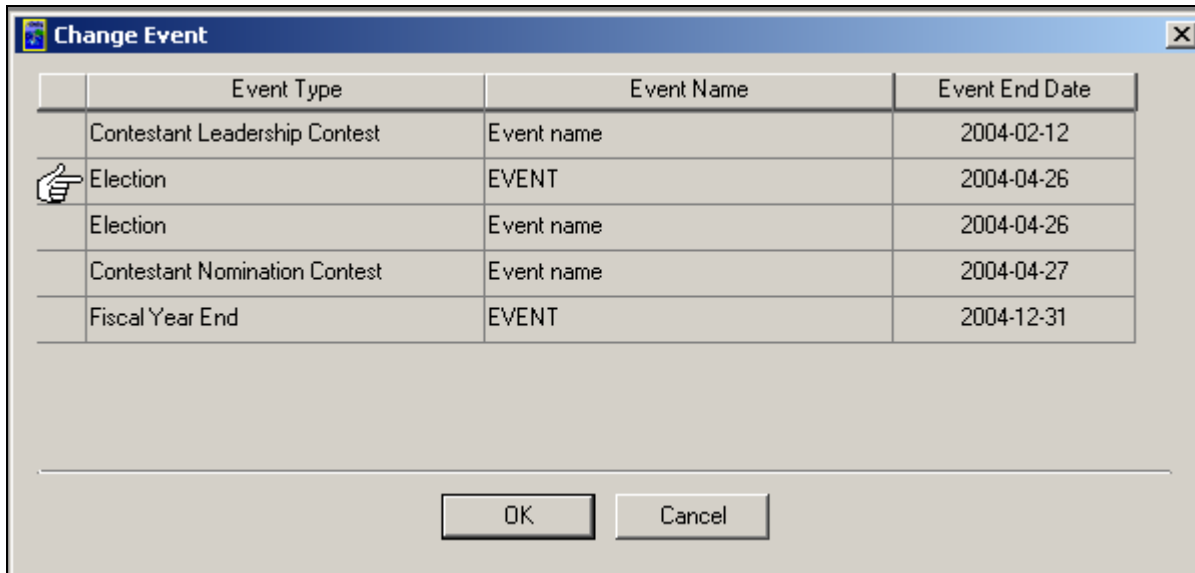 Change Event
Event Type Event Name Event End Date
Contestant Leadership Contest Event name 2004-02-12
Election EVENT 2004-04-26
Election Event name 2004-04-26
Contestant Nomination Contest Event name 2004-04-27
Fiscal Year End EVENT 2004-12-31
OK Cancel